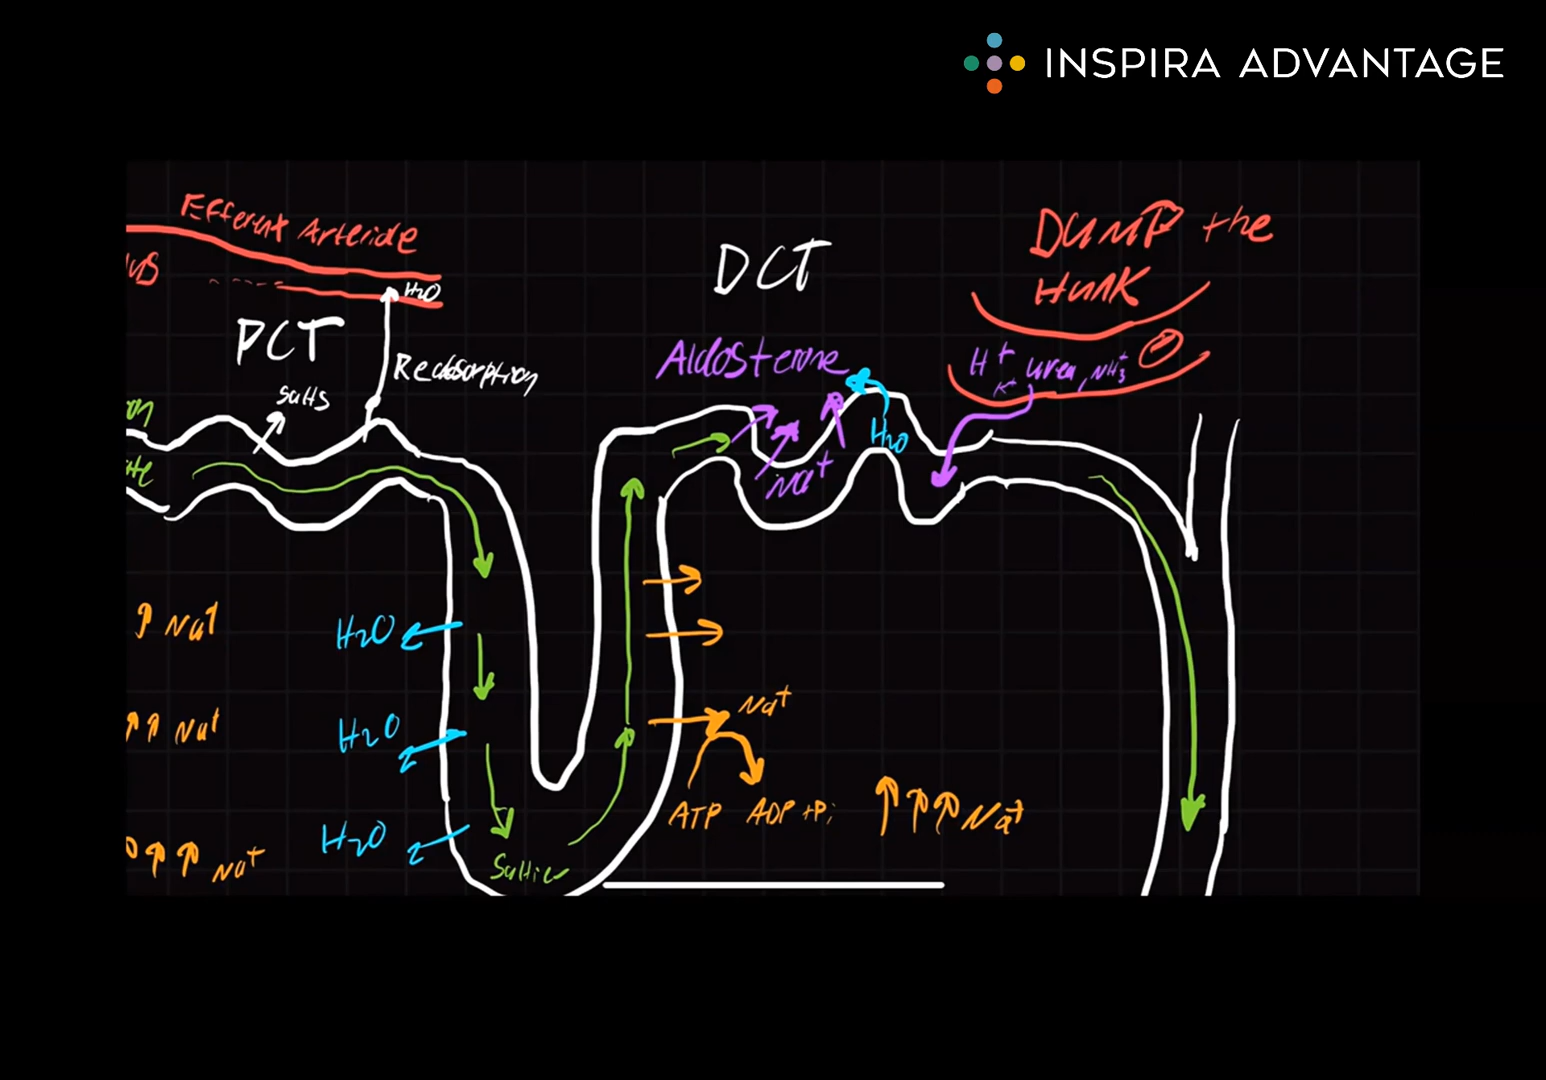 INSPIRA ADVANTAGE
Efferent Arteriole
H2O
PCT
Reabsorption
salts
DCT
Aldosterone
Na+
H2O
DUMP the
HUNK
H+ urea, NH3+
K+
↑ Na+
↑↑ Na+
↑↑ Na+
H2O
H2O
H2O
Saltier
Na+
ATP ADP +Pi
↑↑↑ Na+